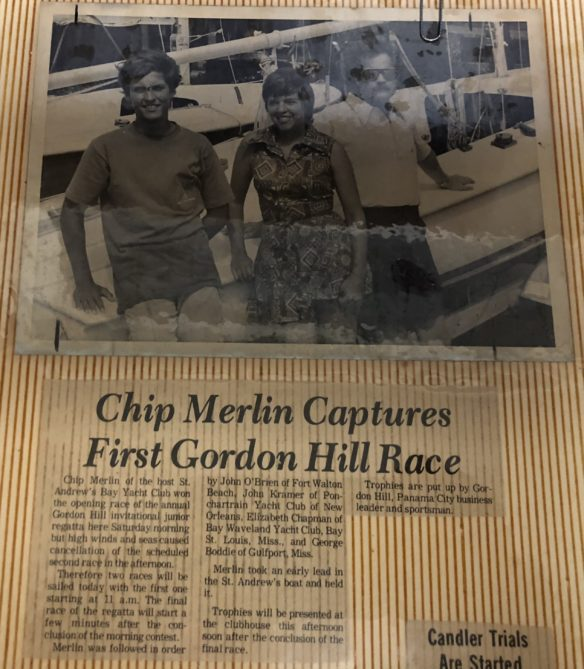 Chip Merlin Captures
First Gordon Hill Race
Chip Merlin of the host St.
Andrew's Bay Yacht Club won
the opening race of the annual
Gordon Hill invitational junior
regatta here Saturday morning
but high winds and seas caused
cancellation of the scheduled
second race in the afternoon.
Therefore two races will be
sailed today with the first one
starting at 11 a.m. The final
race of the regatta will start a
few minutes after the con-
clusion of the morning contest.
Merlin was followed in order
by John O'Brien of Fort Walton
Beach, John Kramer of Pon-
chartrain Yacht Club of New
Orleans, Elizabeth Chapman of
Bay Waveland Yacht Club, Bay
St. Louis, Miss., and George
Boddie of Gulfport, Miss.
Merlin took an early lead in
the St. Andrew's boat and held
it.
Trophies will be presented at
the clubhouse this afternoon
soon after the conclusion of the
final race.
Trophies are put up by Gor-
don Hill, Panama City business
leader and sportsman.
Candler Trials
Are Started